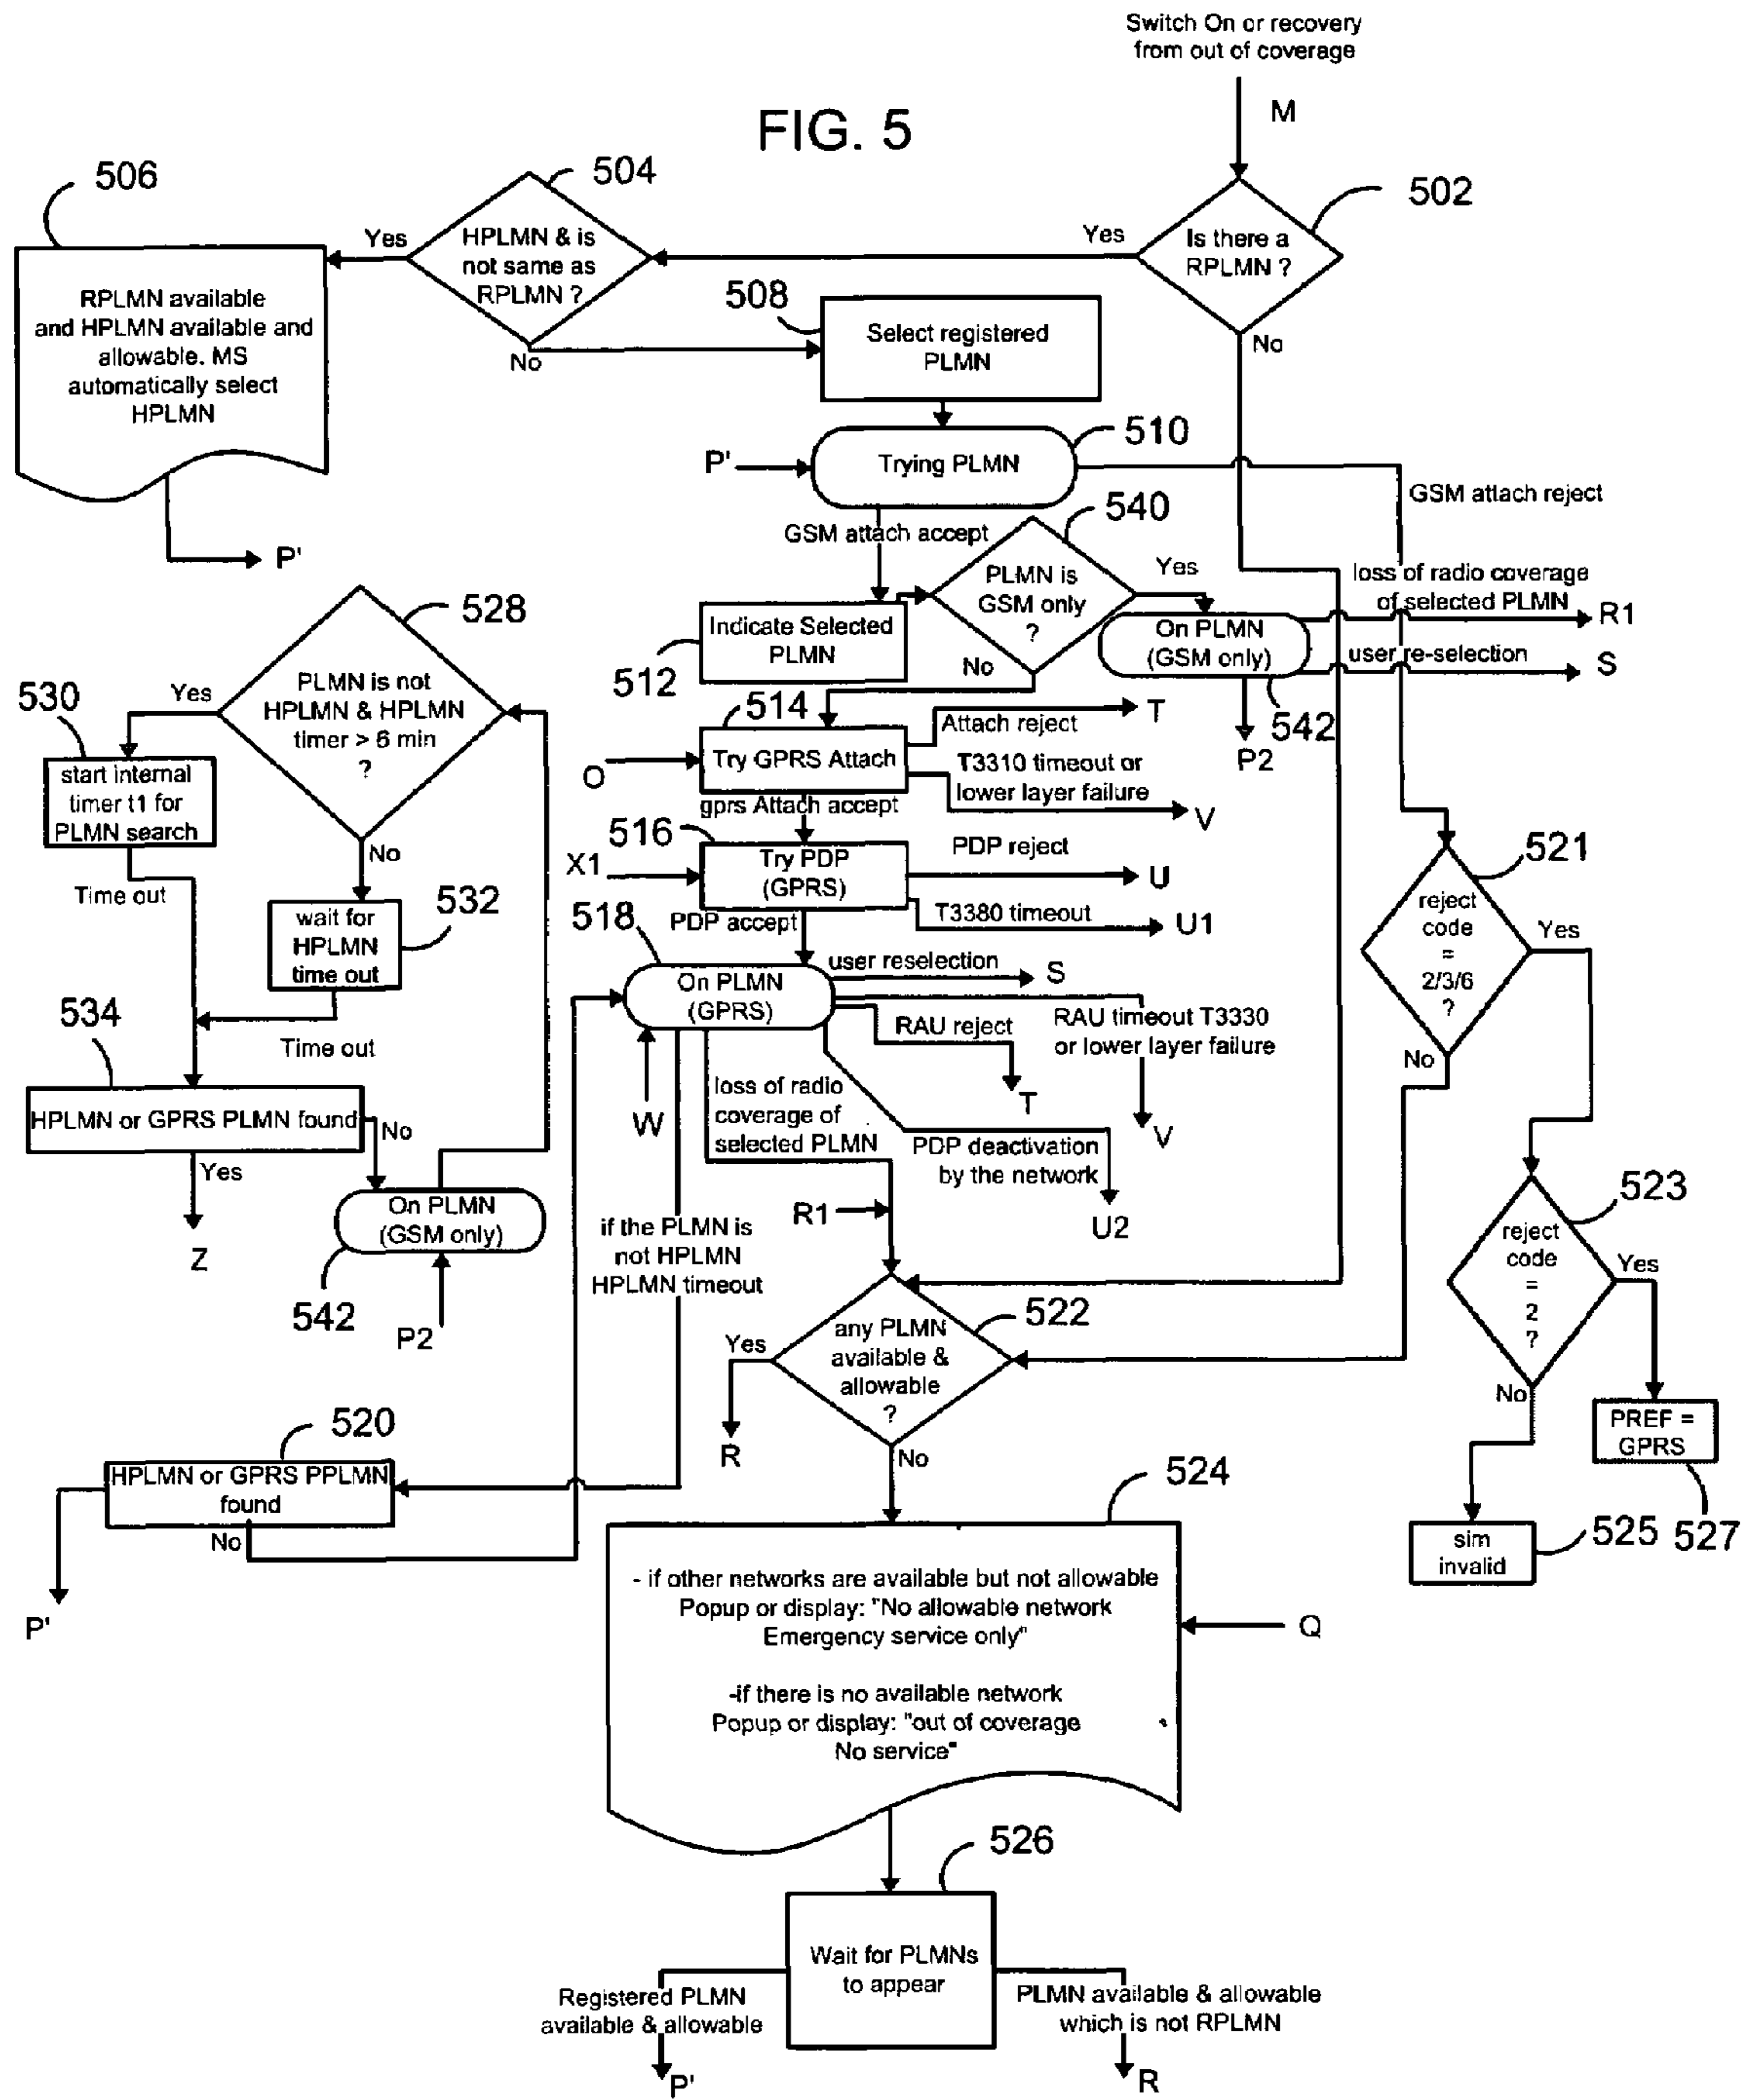 Switch On or recovery
from out of coverage
M
FIG. 5
506
504
502
Yes
HPLMN & is
not same as
RPLMN ?
Yes
Is there a
RPLMN ?
RPLMN available
and HPLMN available and
allowable. MS
automatically select
HPLMN
508
No
Select registered
PLMN
No
510
P'
Trying PLMN
GSM attach reject
GSM attach accept
540
P'
PLMN is
GSM only
?
Yes
loss of radio coverage
of selected PLMN
R1
528
Indicate Selected
PLMN
512
On PLMN
(GSM only)
user re-selection
S
No
542
P2
530
Yes
PLMN is not
HPLMN & HPLMN
timer > 6 min
?
514
Attach reject
T
start internal
timer t1 for
PLMN search
O
Try GPRS Attach
T3310 timeout or
lower layer failure
V
gprs Attach accept
No
516
PDP reject
521
X1
Try PDP
(GPRS)
U
Time out
wait for
HPLMN
time out
532
PDP accept
T3380 timeout
U1
reject
code
=
2/3/6
?
Yes
518
user reselection
S
On PLMN
(GPRS)
534
RAU reject
RAU timeout T3330
or lower layer failure
Time out
No
HPLMN or GPRS PLMN found
No
W
loss of radio
coverage of
selected PLMN
T
V
PDP deactivation
by the network
Yes
523
On PLMN
(GSM only)
R1
U2
Z
if the PLMN is
not HPLMN
HPLMN timeout
reject
code
=
2
?
Yes
542
P2
522
Yes
any PLMN
available &
allowable
?
No
R
No
PREF =
GPRS
520
HPLMN or GPRS PPLMN
found
No
524
sim
invalid
525
527
P'
- if other networks are available but not allowable
Popup or display: "No allowable network
Emergency service only"
Q
-if there is no available network
Popup or display: "out of coverage
No service"
526
Wait for PLMNs
to appear
Registered PLMN
available & allowable
PLMN available & allowable
which is not RPLMN
P'
R